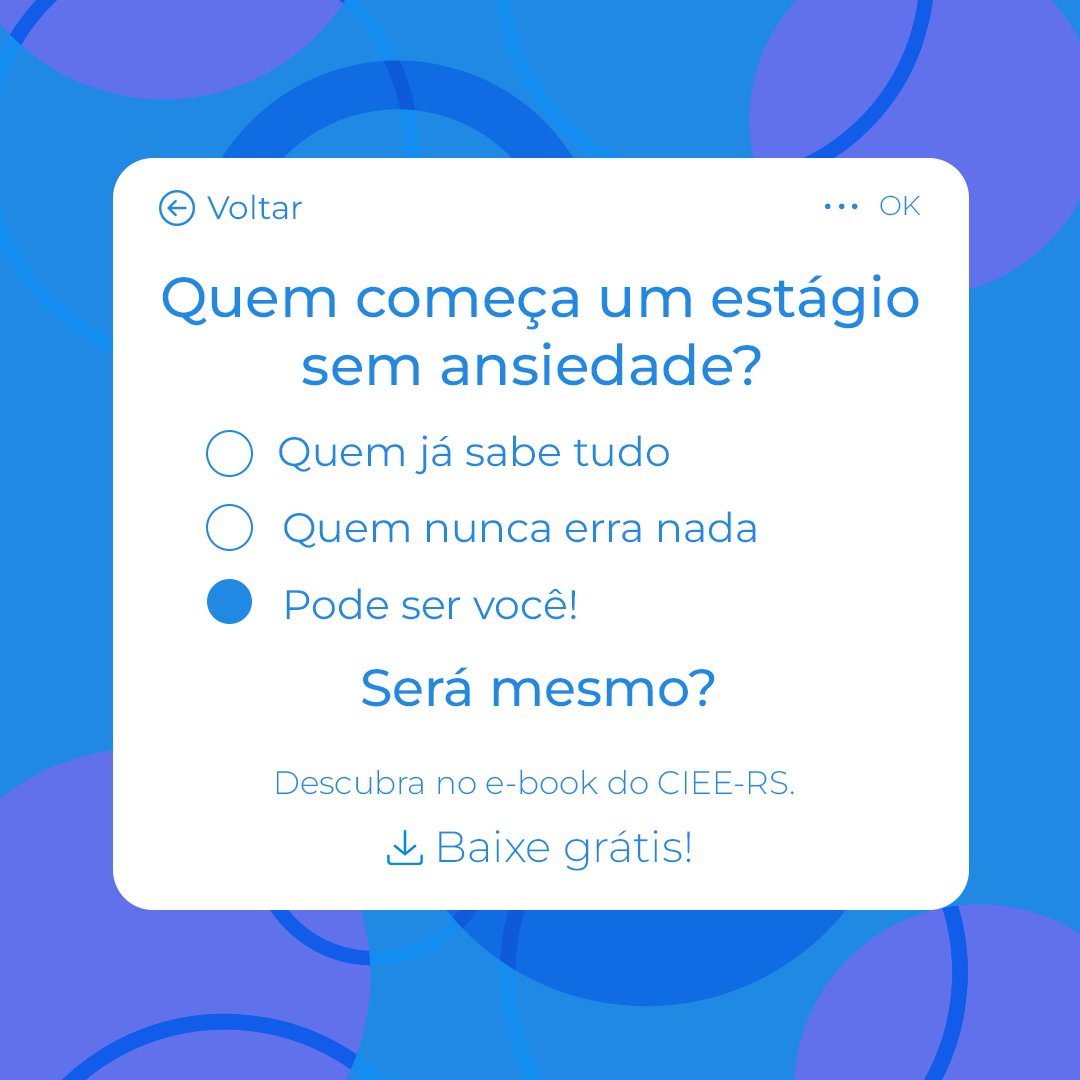 Voltar
... OK
Quem começa um estágio
sem ansiedade?
Quem já sabe tudo
Quem nunca erra nada
Pode ser você!
Será mesmo?
Descubra no e-book do CIEE-RS.
Baixe grátis!